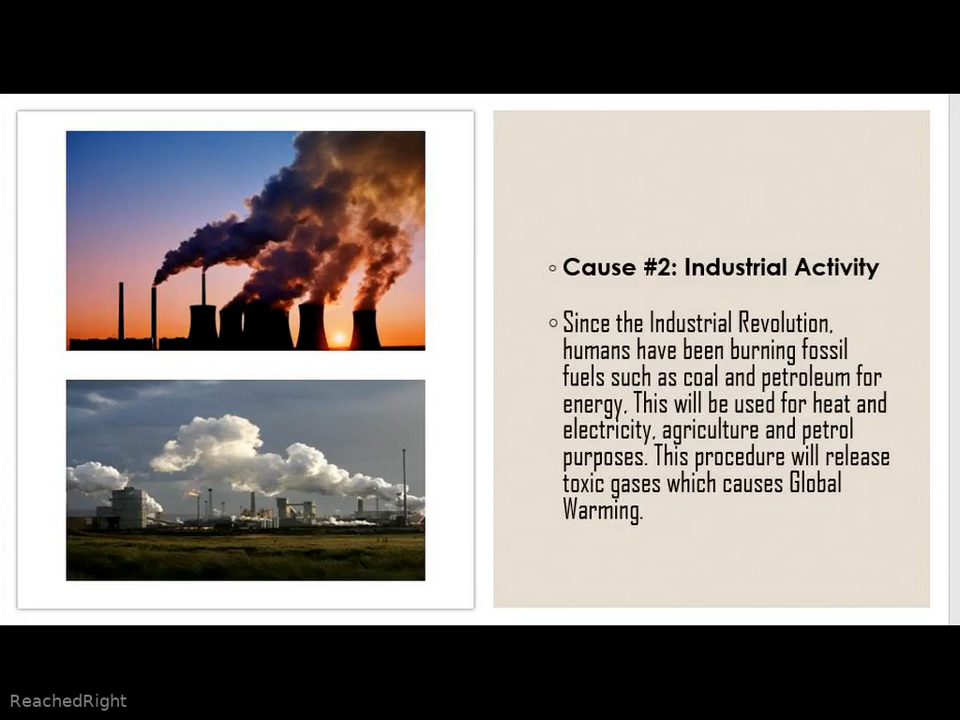 ◦ Cause #2: Industrial Activity
◦ Since the Industrial Revolution,
humans have been burning fossil
fuels such as coal and petroleum for
energy. This will be used for heat and
electricity, agriculture and petrol
purposes. This procedure will release
toxic gases which causes Global
Warming.
ReachedRight